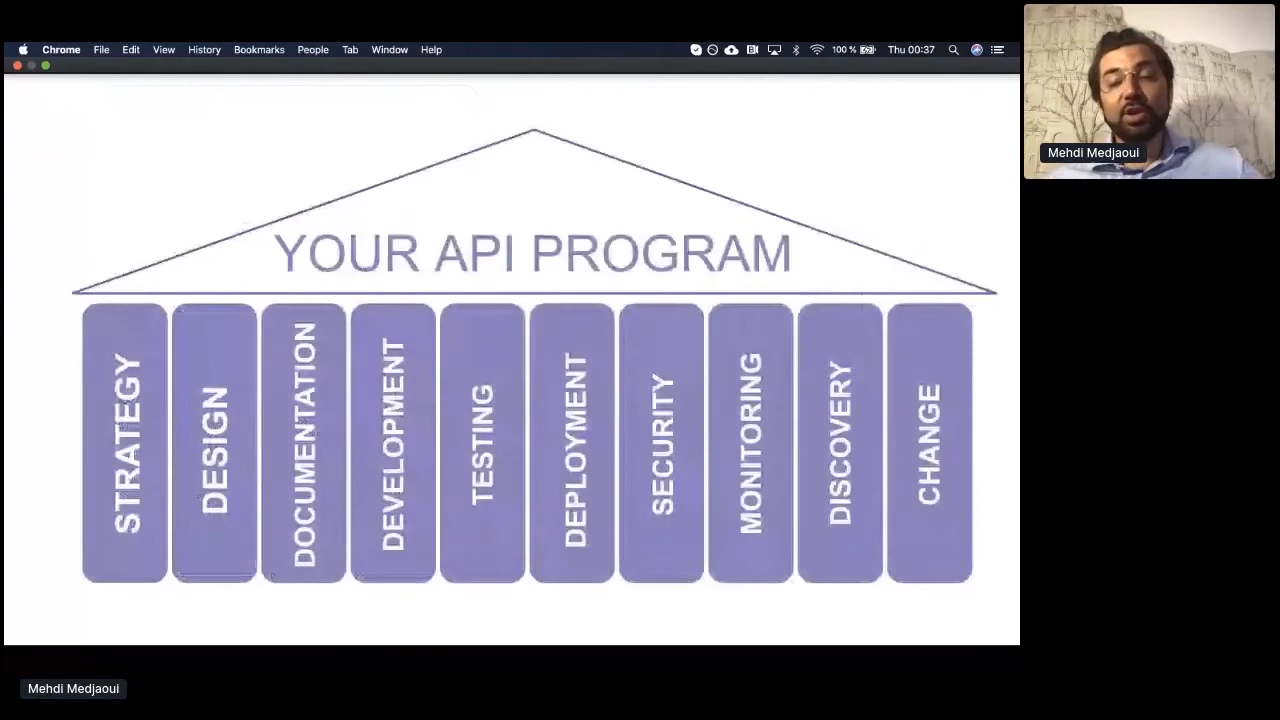 Chrome File Edit View History Bookmarks People Tab Window Help 100 % Thu 00:37
Mehdi Medjaoui
YOUR API PROGRAM
STRATEGY
DESIGN
DOCUMENTATION
DEVELOPMENT
TESTING
DEPLOYMENT
SECURITY
MONITORING
DISCOVERY
CHANGE
Mehdi Medjaoui